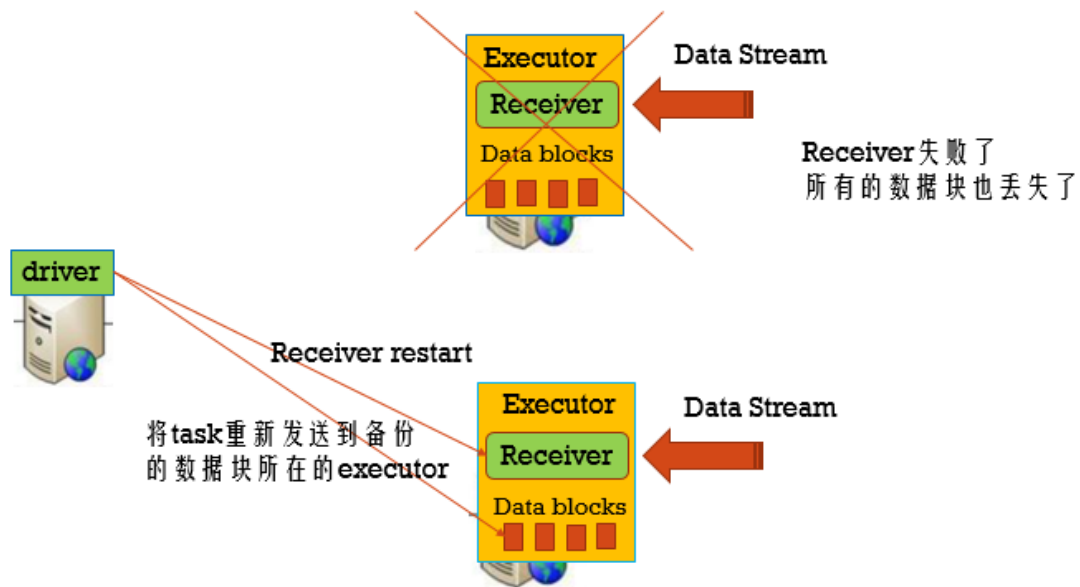 Executor
Receiver
Data blocks
Data Stream
Receiver失败了
所有的数据块也丢失了
driver
Receiver restart
将task重新发送到备份
的数据块所在的executor
Executor
Receiver
Data blocks
Data Stream